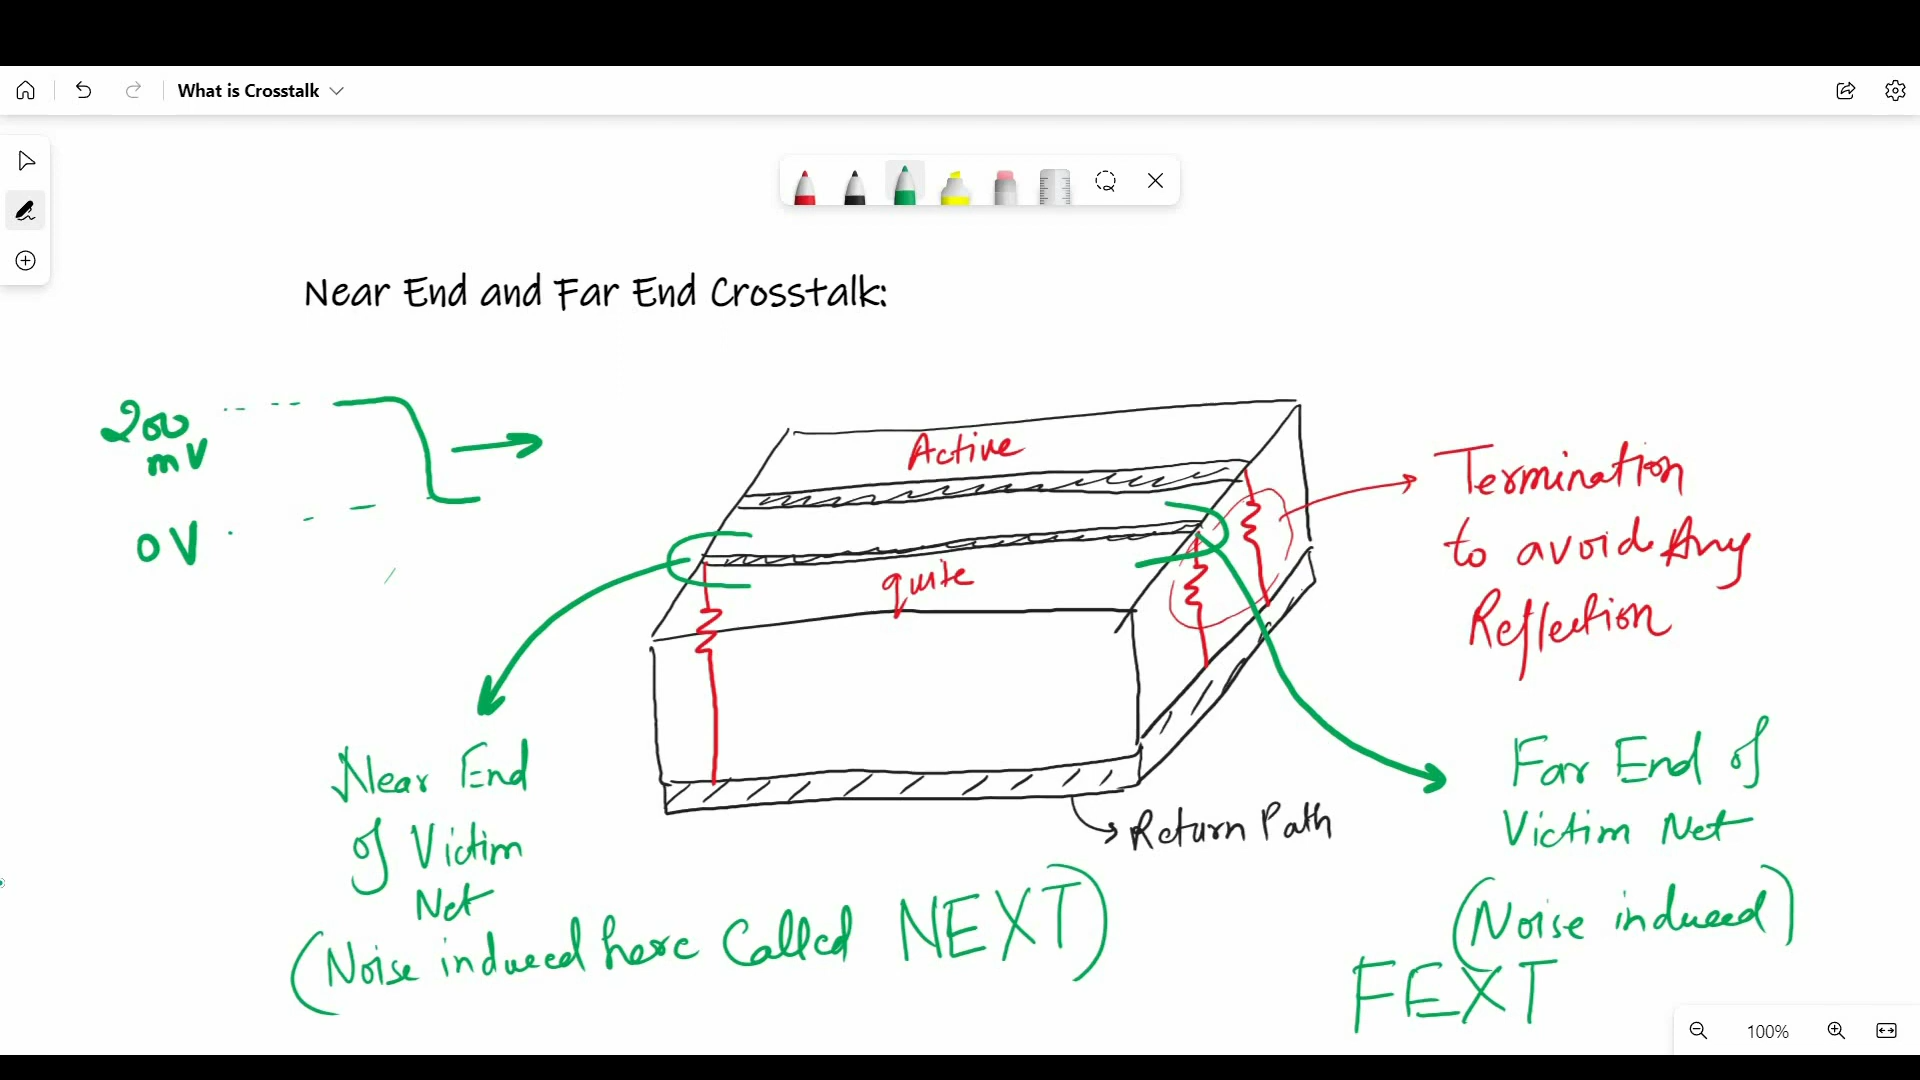 What is Crosstalk
Near End and Far End Crosstalk:
200
mV
0V
Active
quite
Termination
to avoid Any
Reflection
Near End
of Victim
Net
(Noise induced here Called NEXT)
Return Path
Far End of
Victim Net
(Noise induced)
FEXT
100%